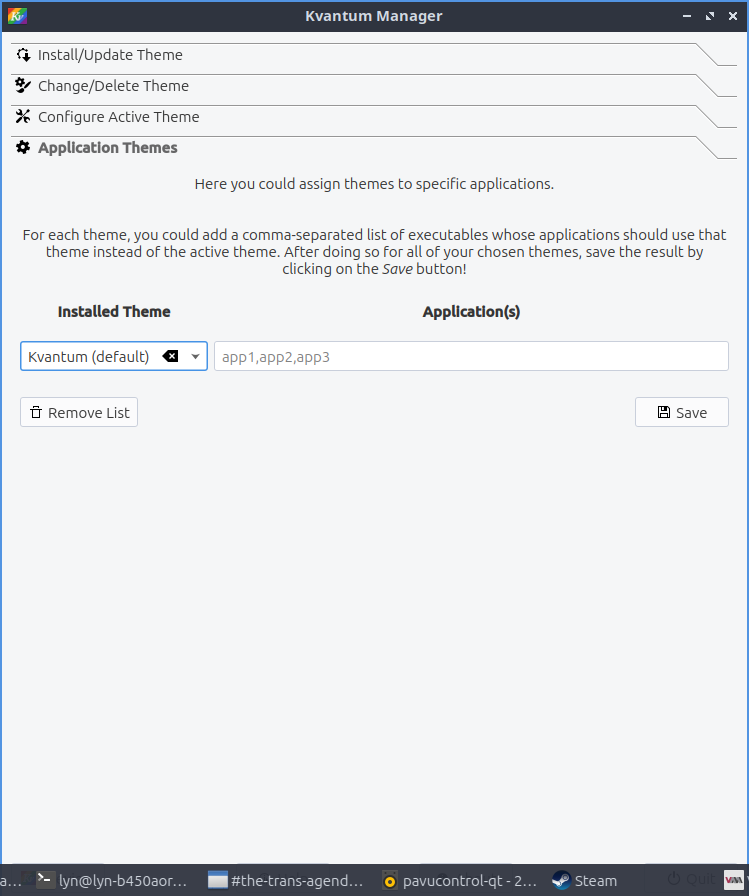 Kvantum Manager
Install/Update Theme
Change/Delete Theme
Configure Active Theme
Application Themes
Here you could assign themes to specific applications.
For each theme, you could add a comma-separated list of executables whose applications should use that
theme instead of the active theme. After doing so for all of your chosen themes, save the result by
clicking on the Save button!
Installed Theme Application(s)
Kvantum (default) app1,app2,app3
Remove List Save
Quit
a... lyn@lyn-b450aor... #the-trans-agend... pavucontrol-qt - 2... Steam